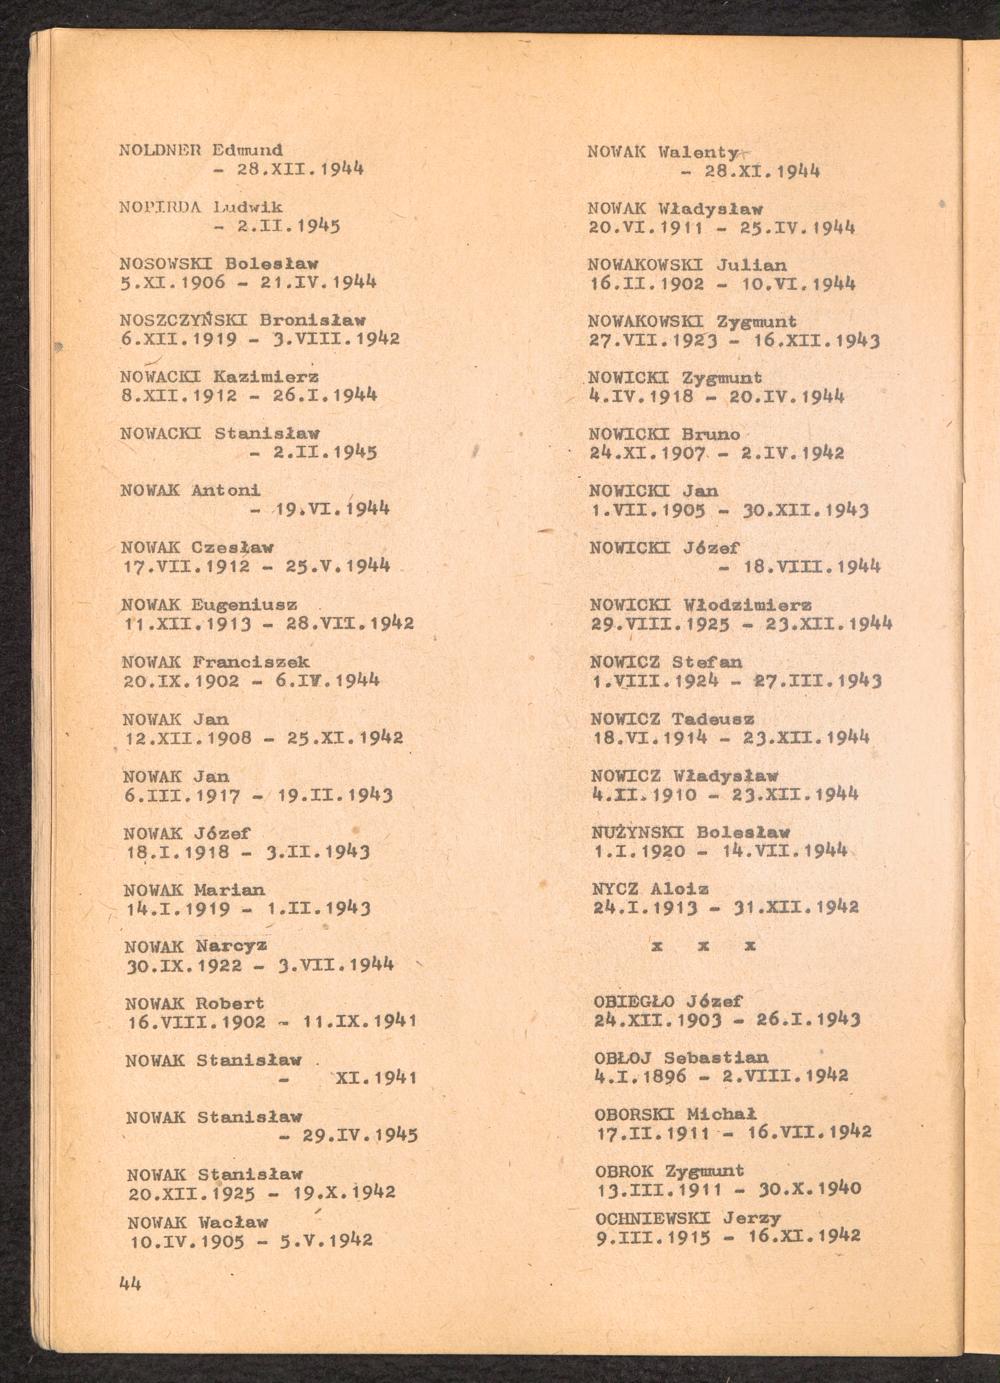 NOLDNER Edmund
- 28.XII.1944
NOPIRDA Ludwik
- 2.II.1945
NOSOWSKI Bolesław
5.XI.1906 - 21.IV.1944
NOSZCZYŃSKI Bronisław
6.XII.1919 - 3.VIII.1942
NOWACKI Kazimierz
8.XII.1912 - 26.I.1944
NOWACKI Stanisław
- 2.II.1945
NOWAK Antoni
- 19.VI.1944
NOWAK Czesław
17.VII.1912 - 25.V.1944
NOWAK Eugeniusz
11.XII.1913 - 28.VII.1942
NOWAK Franciszek
20.IX.1902 - 6.IV.1944
NOWAK Jan
12.XII.1908 - 25.XI.1942
NOWAK Jan
6.III.1917 - 19.II.1943
NOWAK Józef
18.I.1918 - 3.II.1943
NOWAK Marian
14.I.1919 - 1.II.1943
NOWAK Narcyz
30.IX.1922 - 3.VII.1944
NOWAK Robert
16.VIII.1902 - 11.IX.1941
NOWAK Stanisław
- XI.1941
NOWAK Stanisław
- 29.IV.1945
NOWAK Stanisław
20.XII.1925 - 19.X.1942
NOWAK Wacław
10.IV.1905 - 5.V.1942
44
NOWAK Walenty
- 28.XI.1944
NOWAK Władysław
20.VI.1911 - 25.IV.1944
NOWAKOWSKI Julian
16.II.1902 - 10.VI.1944
NOWAKOWSKI Zygmunt
27.VII.1923 - 16.XII.1943
NOWICKI Zygmunt
4.IV.1918 - 20.IV.1944
NOWICKI Bruno
24.XI.1907 - 2.IV.1942
NOWICKI Jan
1.VII.1905 - 30.XII.1943
NOWICKI Józef
- 18.VIII.1944
NOWICKI Włodzimierz
29.VIII.1925 - 23.XII.1944
NOWICZ Stefan
1.VIII.1924 - 27.III.1943
NOWICZ Tadeusz
18.VI.1914 - 23.XII.1944
NOWICZ Władysław
4.II.1910 - 23.XII.1944
NUŻYNSKI Bolesław
1.I.1920 - 14.VII.1944
NYCZ Aloiz
24.I.1913 - 31.XII.1942
x x x
OBIEGŁO Józef
24.XII.1903 - 26.I.1943
OBŁOJ Sebastian
4.I.1896 - 2.VIII.1942
OBORSKI Michał
17.II.1911 - 16.VII.1942
OBROK Zygmunt
13.III.1911 - 30.X.1940
OCHNIEWSKI Jerzy
9.III.1915 - 16.XI.1942